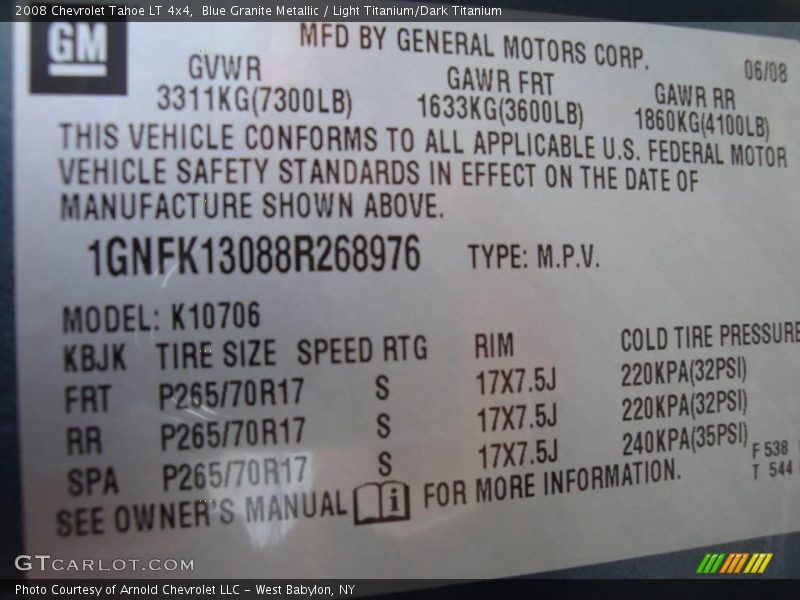 2008 Chevrolet Tahoe LT 4x4, Blue Granite Metallic / Light Titanium/Dark Titanium
GM
MFD BY GENERAL MOTORS CORP.
06/08
GVWR GAWR FRT GAWR RR
3311KG(7300LB) 1633KG(3600LB) 1860KG(4100LB)
THIS VEHICLE CONFORMS TO ALL APPLICABLE U.S. FEDERAL MOTOR
VEHICLE SAFETY STANDARDS IN EFFECT ON THE DATE OF
MANUFACTURE SHOWN ABOVE.
1GNFK13088R268976 TYPE: M.P.V.
MODEL: K10706
KBJK TIRE SIZE SPEED RTG RIM COLD TIRE PRESSURE
FRT P265/70R17 S 17X7.5J 220KPA(32PSI)
RR P265/70R17 S 17X7.5J 220KPA(32PSI)
SPA P265/70R17 S 17X7.5J 240KPA(35PSI)
F 538
T 544
SEE OWNER'S MANUAL i FOR MORE INFORMATION.
GTCARLOT.COM
Photo Courtesy of Arnold Chevrolet LLC - West Babylon, NY